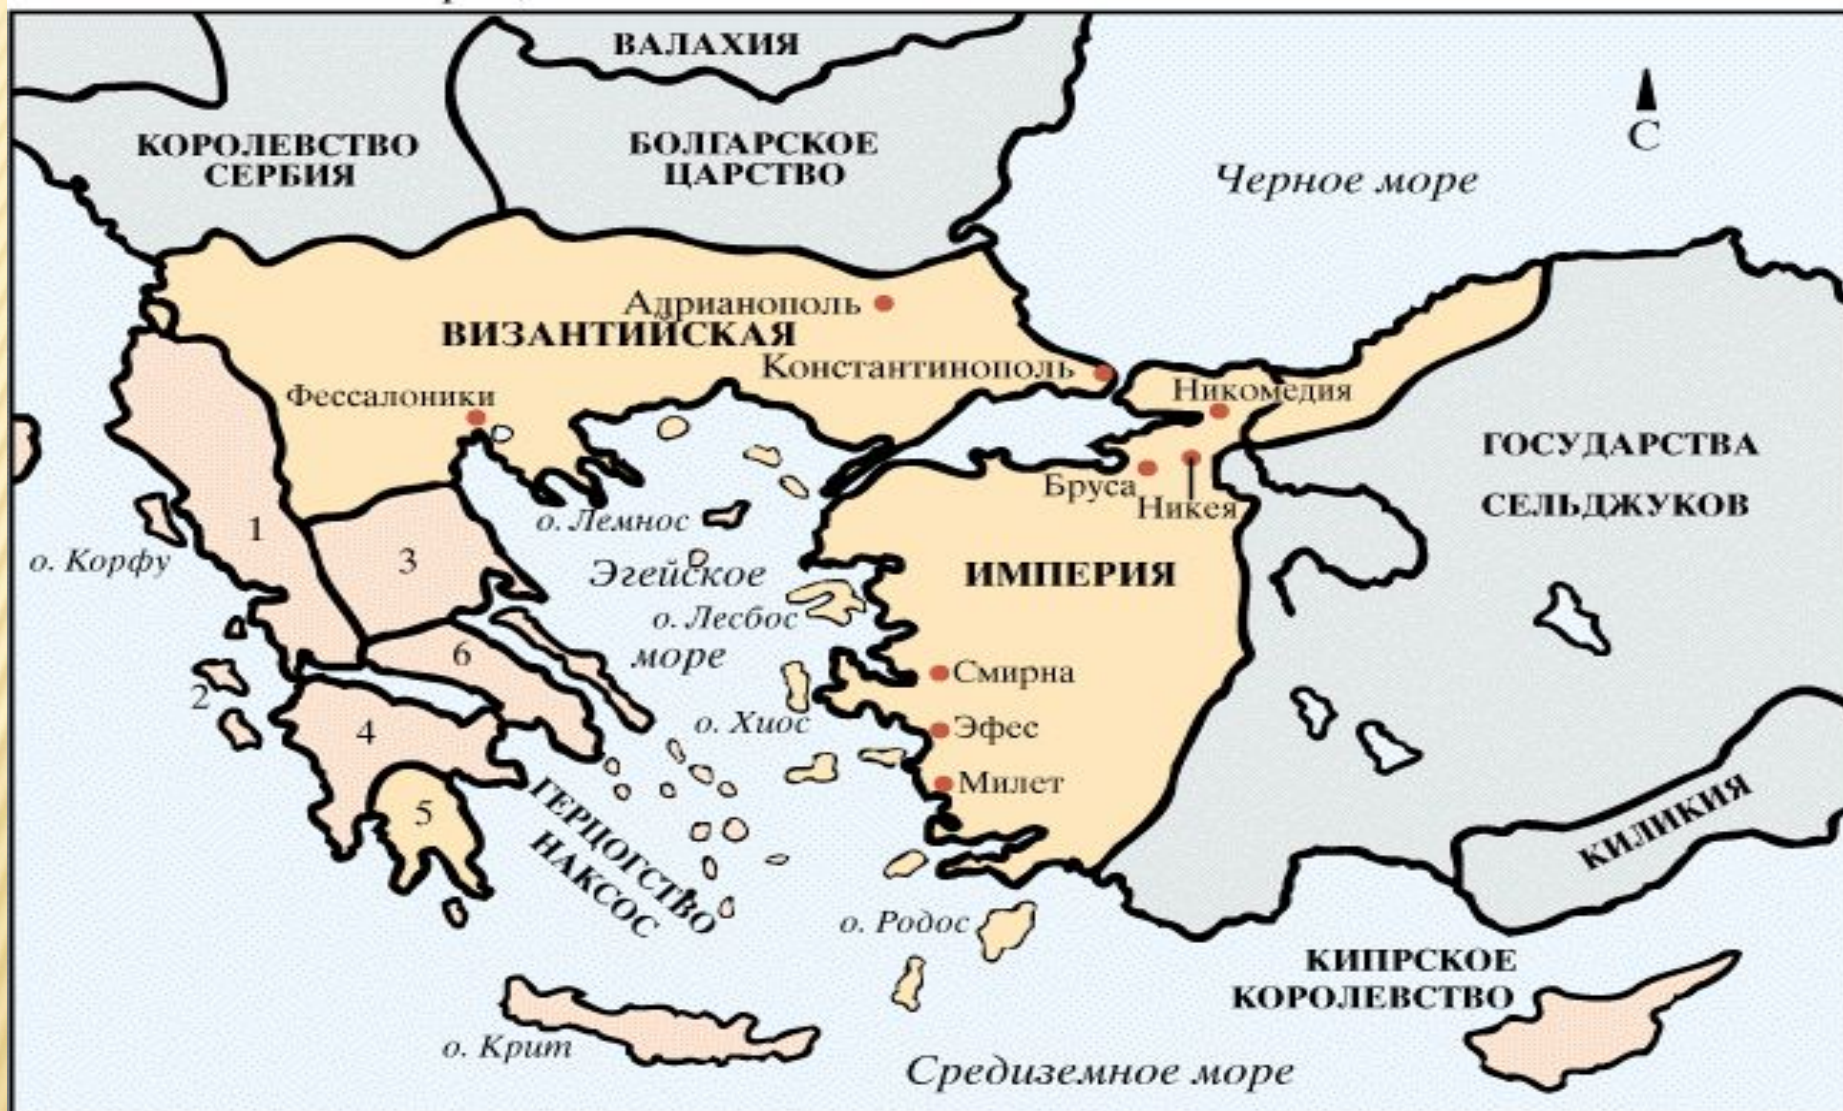 ВАЛАХИЯ
КОРОЛЕВСТВО
СЕРБИЯ
БОЛГАРСКОЕ
ЦАРСТВО
С
Черное море
Адрианополь
ВИЗАНТИЙСКАЯ
Константинополь
Никомедия
Фессалоники
ГОСУДАРСТВА
СЕЛЬДЖУКОВ
Бруса
Никея
о. Лемнос
о. Корфу
1
3
Эгейское
ИМПЕРИЯ
о. Лесбос
море
6
Смирна
2
4
о. Хиос
Эфес
Милет
5
ГЕРЦОГСТВО
НАКСОС
КИЛИКИЯ
о. Родос
КИПРСКОЕ
КОРОЛЕВСТВО
о. Крит
Средиземное море